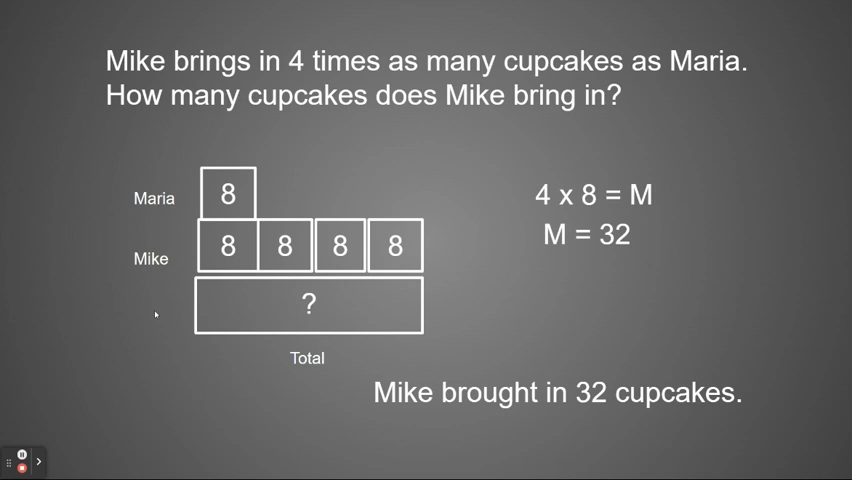 Mike brings in 4 times as many cupcakes as Maria.
How many cupcakes does Mike bring in?
Maria
8
Mike
8 8 8 8
?
Total
4 x 8 = M
M = 32
Mike brought in 32 cupcakes.